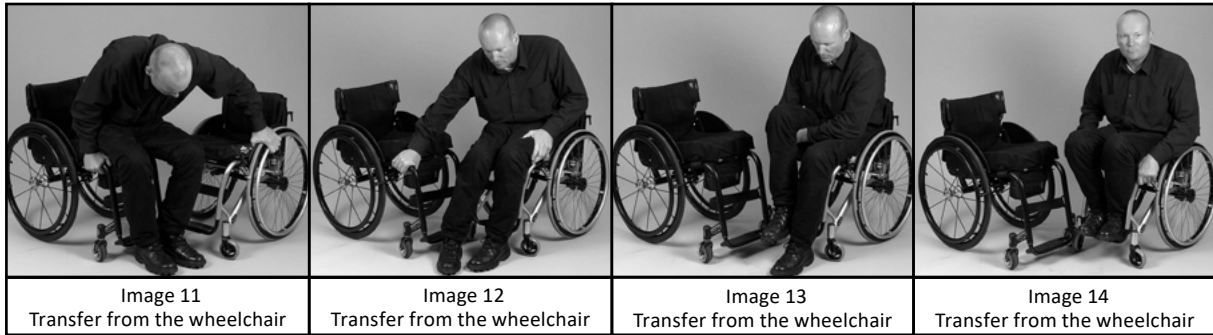 Image 11
Transfer from the wheelchair
Image 12
Transfer from the wheelchair
Image 13
Transfer from the wheelchair
Image 14
Transfer from the wheelchair